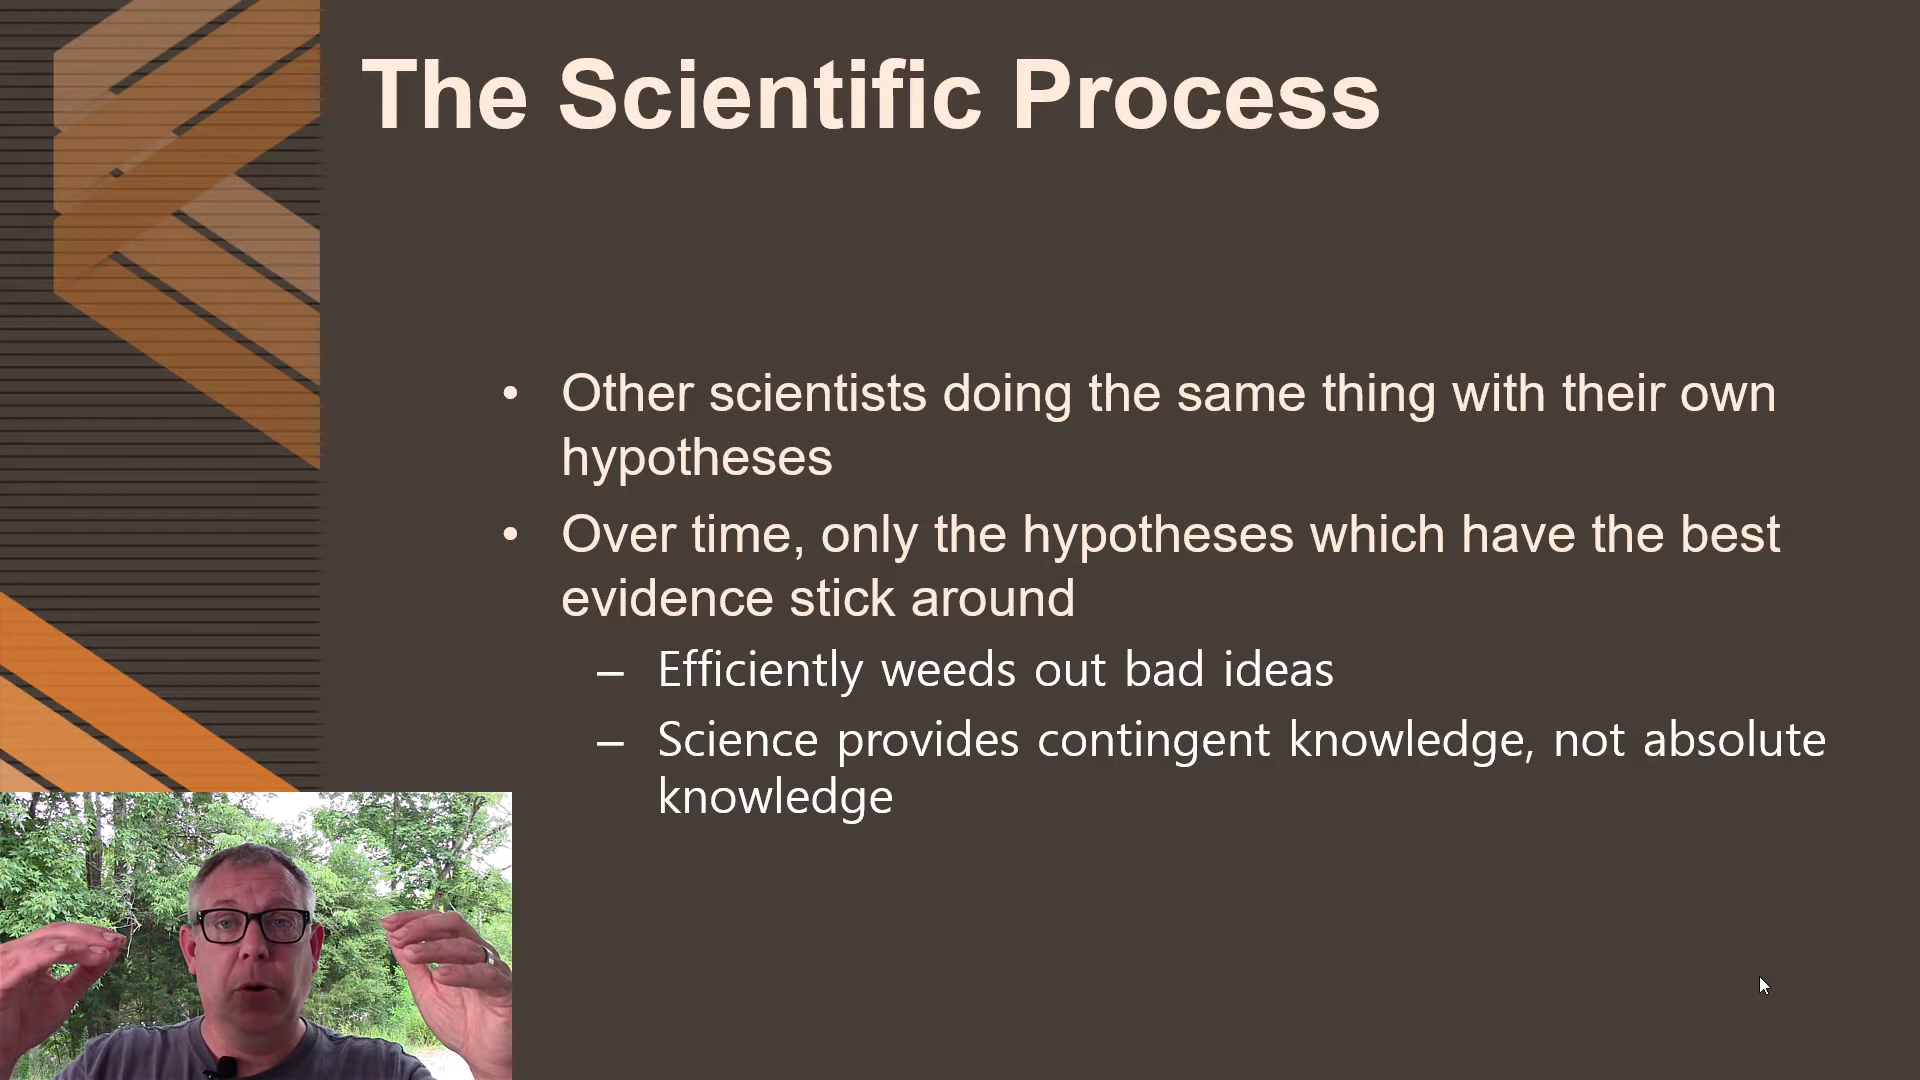 The Scientific Process
• Other scientists doing the same thing with their own
hypotheses
• Over time, only the hypotheses which have the best
evidence stick around
– Efficiently weeds out bad ideas
– Science provides contingent knowledge, not absolute
knowledge